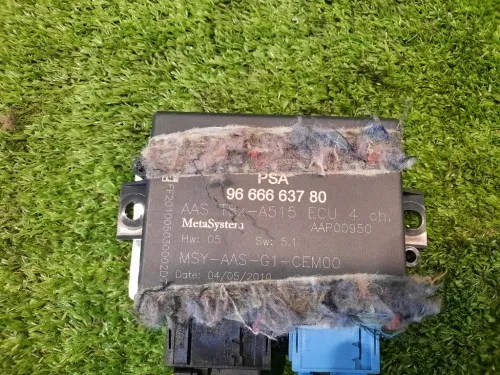 PSA
96 666 637 80
AAS ECU 4 ch.
MetaSystem AAP00950
Hw: 05 Sw: 5.1
MSY-AAS-G1-CEM00
Date: 04/05/2010